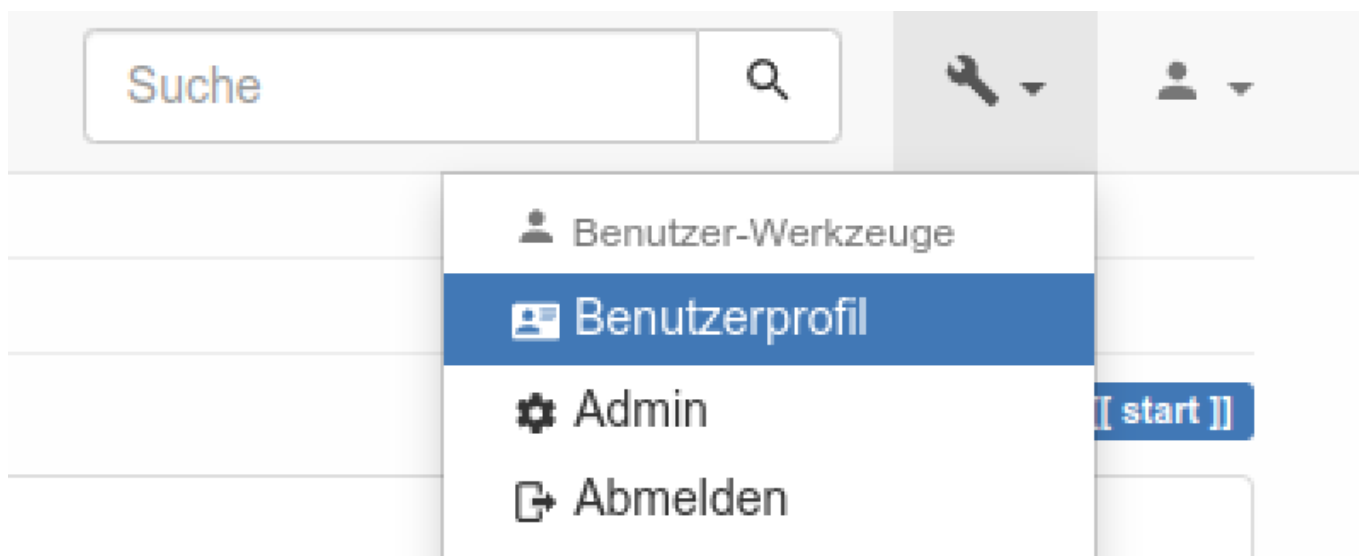 Suche
Benutzer-Werkzeuge
Benutzerprofil
Admin
[[ start ]]
Abmelden